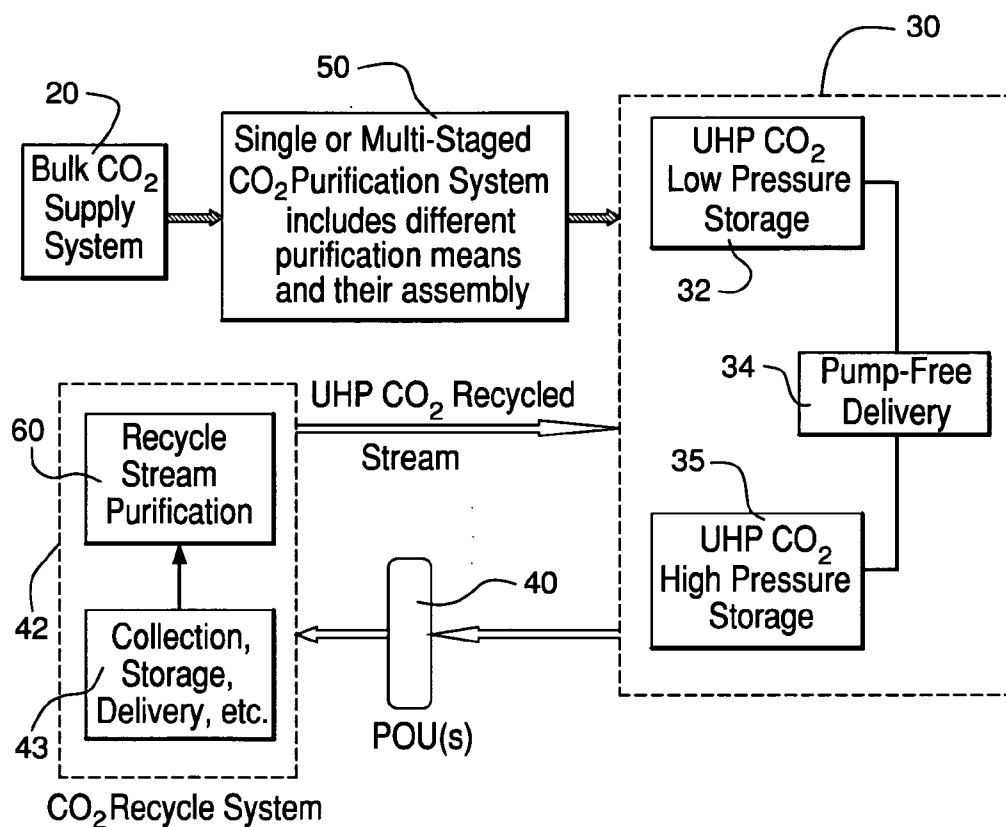 30
50
20
Bulk CO₂
Supply
System
Single or Multi-Staged
CO₂ Purification System
includes different
purification means
and their assembly
UHP CO₂
Low Pressure
Storage
32
34
Pump-Free
Delivery
35
UHP CO₂
High Pressure
Storage
UHP CO₂ Recycled
Stream
60
Recycle
Stream
Purification
42
43
Collection,
Storage,
Delivery, etc.
40
POU(s)
CO₂ Recycle System